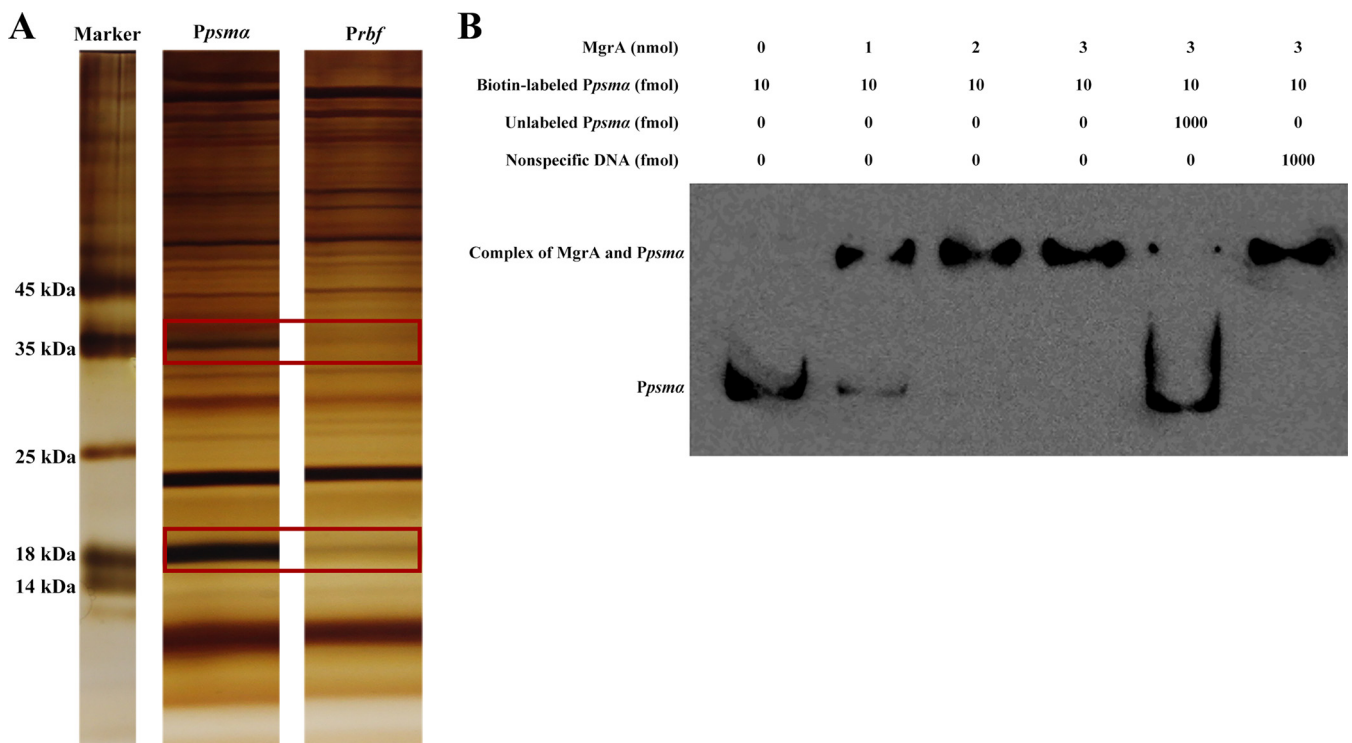 A
Marker Ppsmα Prbf
45 kDa
35 kDa
25 kDa
18 kDa
14 kDa
B
MgrA (nmol) 0 1 2 3 3 3
Biotin-labeled Ppsmα (fmol) 10 10 10 10 10 10
Unlabeled Ppsmα (fmol) 0 0 0 0 1000 0
Nonspecific DNA (fmol) 0 0 0 0 0 1000
Complex of MgrA and Ppsmα
Ppsmα